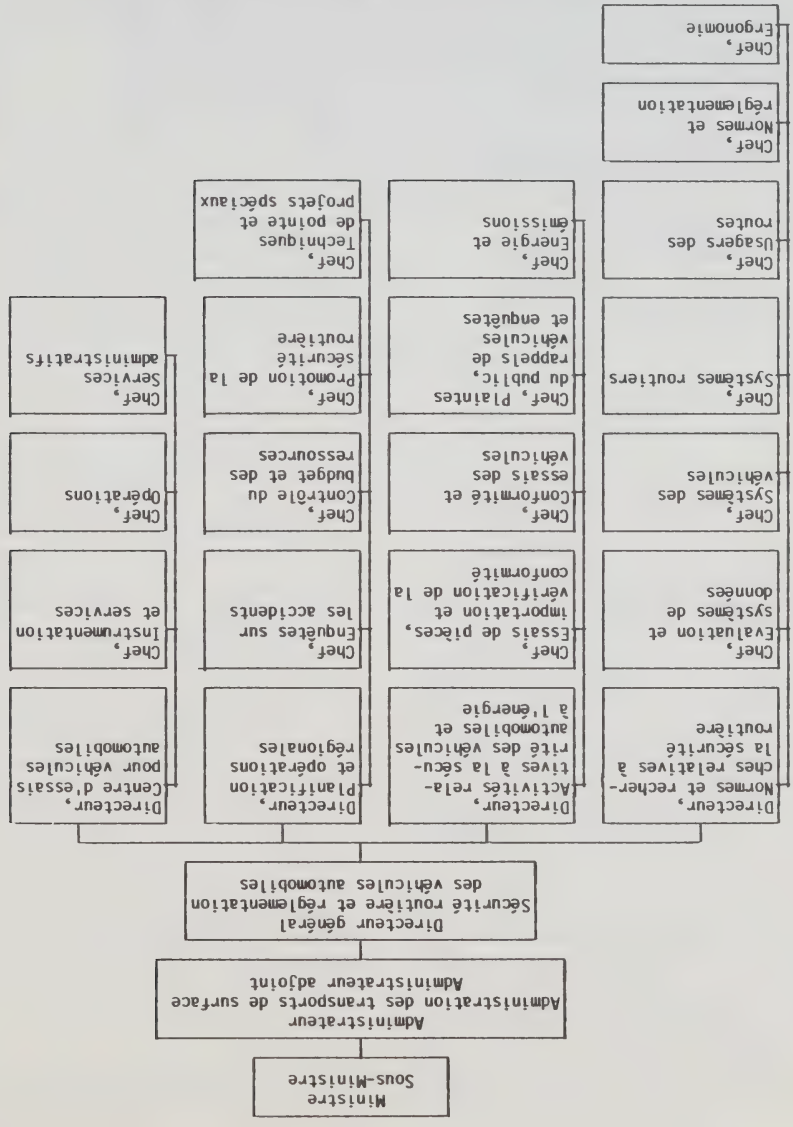 Ministre
Sous-Ministre
Administrateur
Administration des transports de surface
Administrateur adjoint
Directeur général
Sécurité routière et réglementation
des véhicules automobiles
Directeur,
Centre d'essais
pour véhicules
automobiles
Chef,
Instrumentation
et services
Chef,
Opérations
Chef,
Services
administratifs
Directeur,
Planification
et opérations
régionales
Chef,
Enquêtes sur
les accidents
Chef,
Contrôle du
budget et des
ressources
Chef,
Promotion de la
sécurité
routière
Chef,
Techniques
de pointe et
projets spéciaux
Directeur,
Activités rela-
tives à la sécu-
rité des véhicules
automobiles et
à l'énergie
Chef,
Essais de pièces,
importation et
vérification de la
conformité
Chef,
Conformité et
essais des
véhicules
Chef, Plaintes
du public,
rappels de
véhicules
et enquêtes
Chef,
Energie et
émissions
Directeur,
Normes et recher-
ches relatives à
la sécurité
routière
Chef,
Evaluation et
systèmes de
données
Chef,
Systèmes des
véhicules
Chef,
Systèmes routiers
Chef,
Usagers des
routes
Chef,
Normes et
réglementation
Chef,
Ergonomie